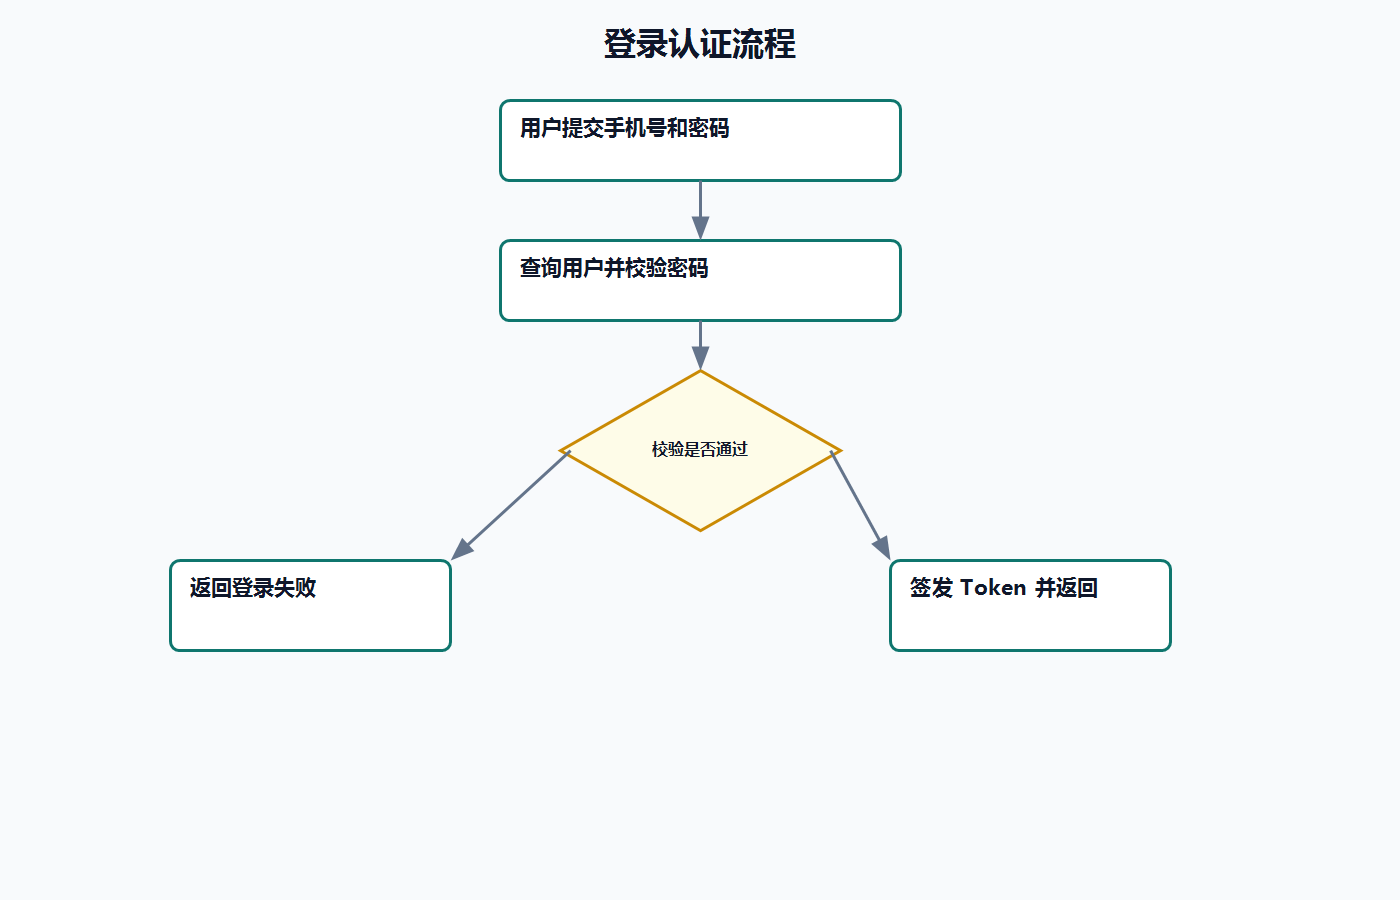 登录认证流程
用户提交手机号和密码
查询用户并校验密码
校验是否通过
返回登录失败
签发 Token 并返回